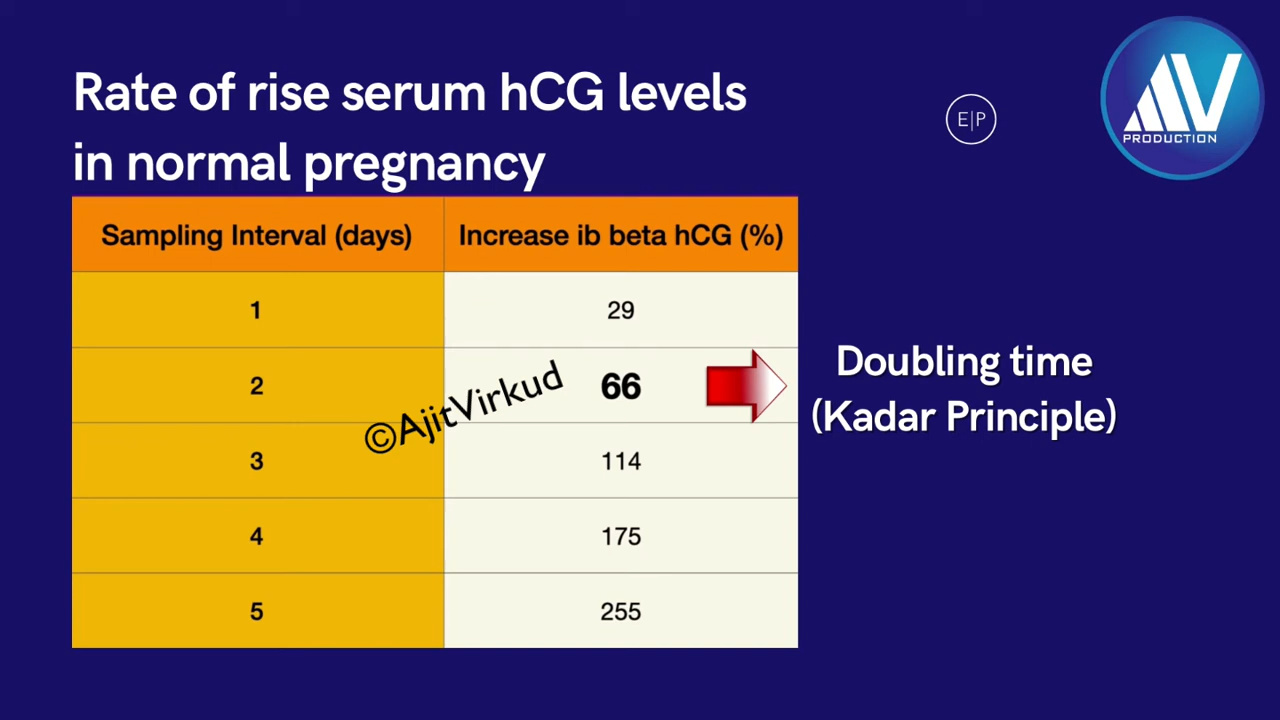 Rate of rise serum hCG levels
in normal pregnancy
E|P
AV
PRODUCTION
Sampling Interval (days) Increase ib beta hCG (%)
1 29
2 66
3 114
4 175
5 255
©AjitVirkud
Doubling time
(Kadar Principle)